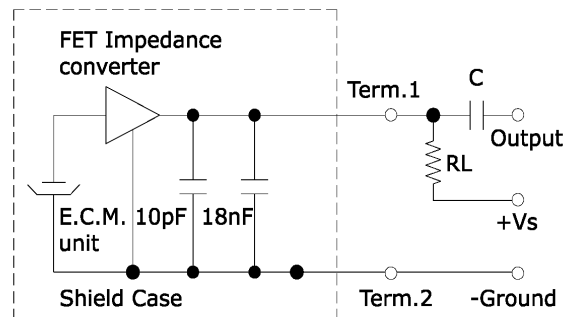 FET Impedance
converter
Term.1
C
Output
RL
E.C.M. 10pF 18nF
unit
+Vs
Shield Case
Term.2
-Ground